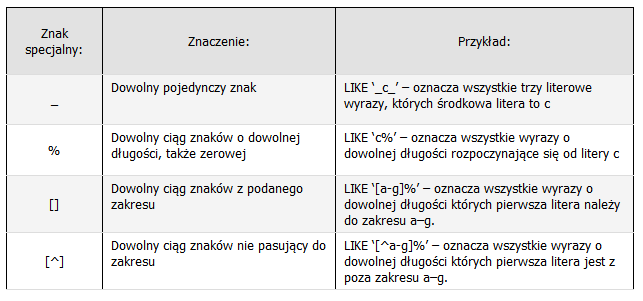 Znak
specjalny:
Znaczenie:
Przykład:
_
Dowolny pojedynczy znak
LIKE ‘_c_’ – oznacza wszystkie trzy literowe
wyrazy, których środkowa litera to c
%
Dowolny ciąg znaków o dowolnej
długości, także zerowej
LIKE ‘c%’ – oznacza wszystkie wyrazy o
dowolnej długości rozpoczynające się od litery c
[]
Dowolny ciąg znaków z podanego
zakresu
LIKE ‘[a-g]%’ – oznacza wszystkie wyrazy o
dowolnej długości których pierwsza litera należy
do zakresu a–g.
[^]
Dowolny ciąg znaków nie pasujący do
zakresu
LIKE ‘[^a-g]%’ – oznacza wszystkie wyrazy o
dowolnej długości których pierwsza litera jest z
poza zakresu a–g.